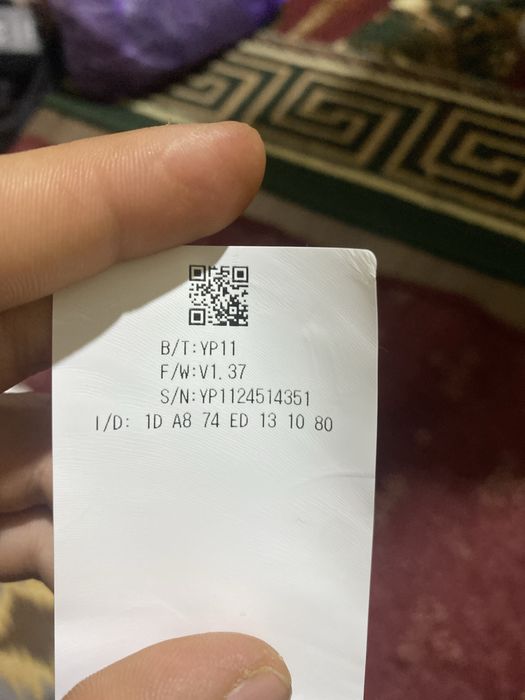 B/T:YP11
F/W:V1.37
S/N:YP1124514351
I/D: 1D A8 74 ED 13 10 80